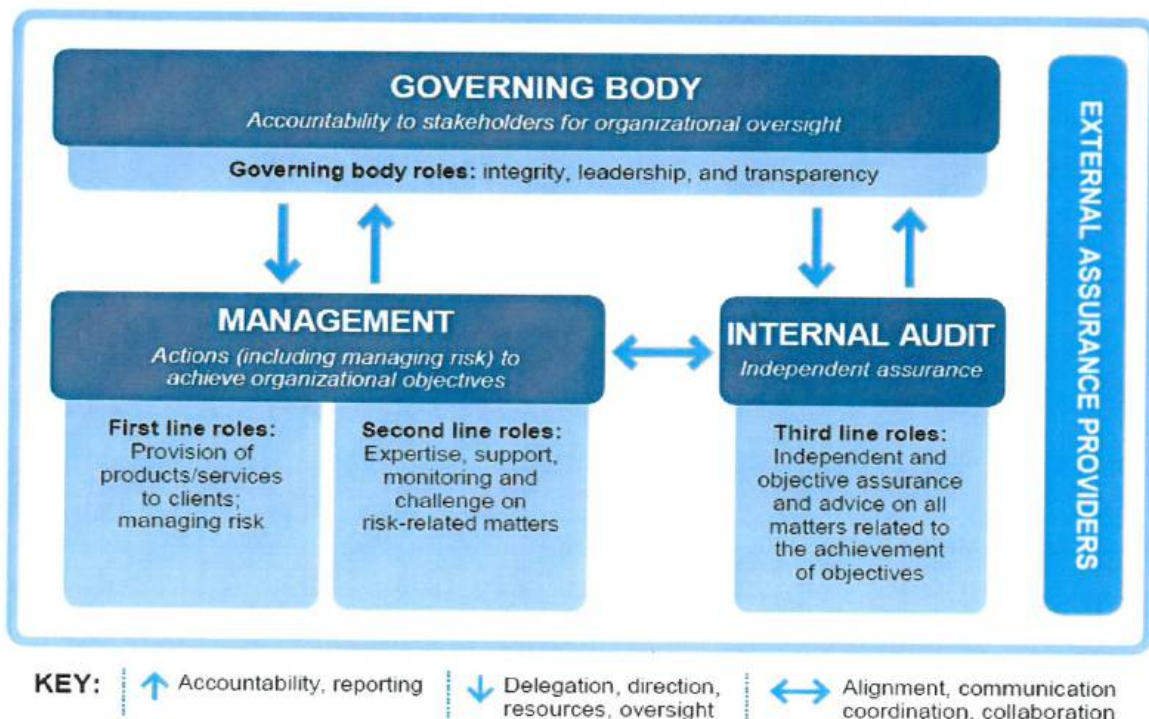 GOVERNING BODY
Accountability to stakeholders for organizational oversight
Governing body roles: integrity, leadership, and transparency
MANAGEMENT
Actions (including managing risk) to
achieve organizational objectives
First line roles:
Provision of
products/services
to clients;
managing risk
Second line roles:
Expertise, support,
monitoring and
challenge on
risk-related matters
INTERNAL AUDIT
Independent assurance
Third line roles:
Independent and
objective assurance
and advice on all
matters related to
the achievement
of objectives
EXTERNAL ASSURANCE PROVIDERS
KEY:
Accountability, reporting
Delegation, direction,
resources, oversight
Alignment, communication
coordination, collaboration